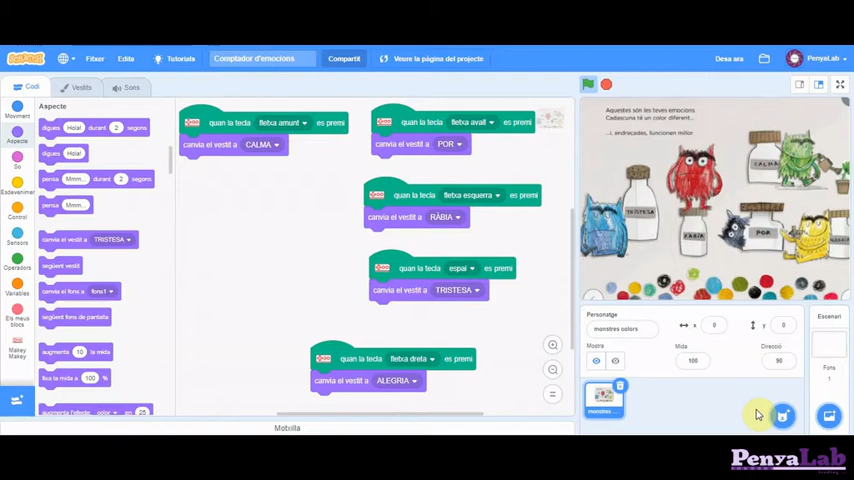 SCRATCH
Fitxer
Edita
Tutorials
Comptador d'emocions
Compartit
Veure la pàgina del projecte
Desa ara
PenyaLab
Codi
Vestits
Sons
Moviment
Aspecte
So
Esdeveniments
Control
Sensors
Operadors
Variables
Els meus blocs
Makey Makey
Aspecte
digues Hola! durant 2 segons
digues Hola!
pensa Mmm... durant 2 segons
pensa Mmm...
canvia el vestit a TRISTESA
següent vestit
canvia el fons a fons1
següent fons de pantalla
augmenta 10 la mida
fixa la mida a 100 %
augmenta l'efecte color en 25
quan la tecla fletxa amunt es premi
canvia el vestit a CALMA
quan la tecla fletxa avall es premi
canvia el vestit a POR
quan la tecla fletxa esquerra es premi
canvia el vestit a RÀBIA
quan la tecla espai es premi
canvia el vestit a TRISTESA
quan la tecla fletxa dreta es premi
canvia el vestit a ALEGRIA
Motxilla
Aquestes són les teves emocions.
Cadascuna té un color diferent...
...i, endreçades, funcionen millor.
CALMA
TRISTESA
RÀBIA
POR
Personatge
monstres colors
x 0
y 0
Mostra
Mida
100
Direcció
90
monstres ...
Escenari
Fons
1
PenyaLab